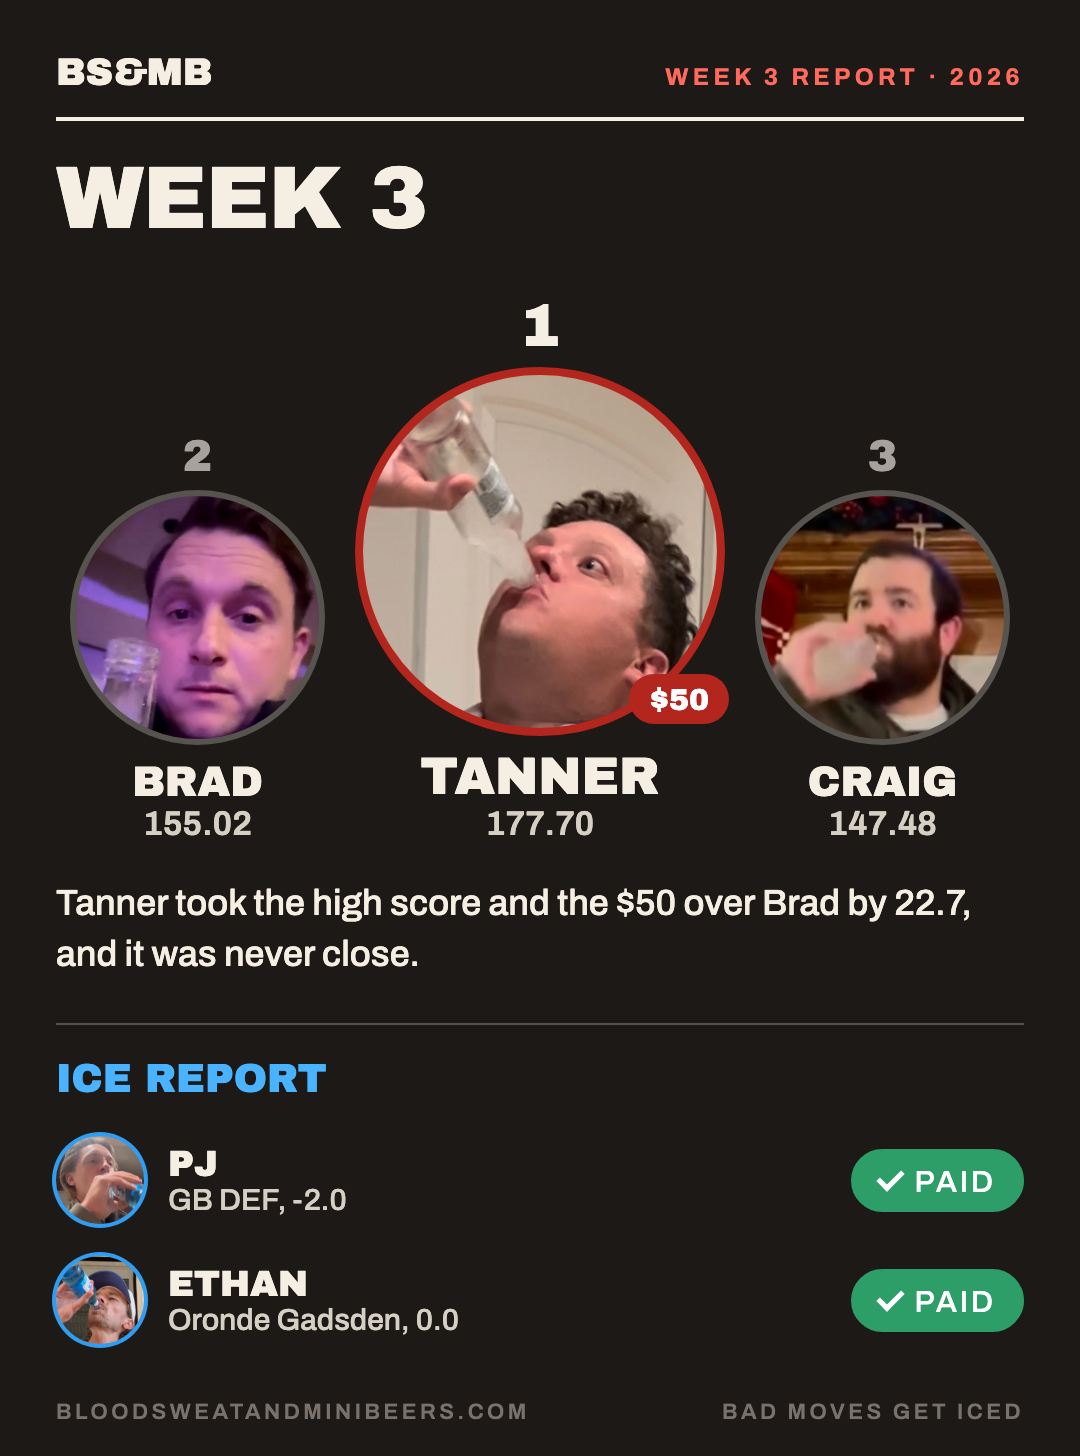 BS&MB
WEEK 3 REPORT · 2026
WEEK 3
1
2
3
$50
BRAD
155.02
TANNER
177.70
CRAIG
147.48
Tanner took the high score and the $50 over Brad by 22.7,
and it was never close.
ICE REPORT
PJ
GB DEF, -2.0
PAID
ETHAN
Oronde Gadsden, 0.0
PAID
BLOODSWEATANDMINIBEERS.COM
BAD MOVES GET ICED